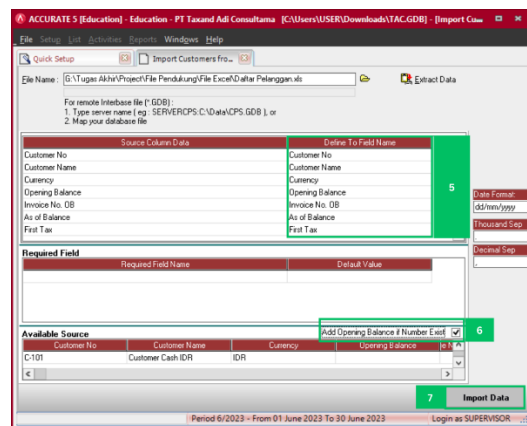 ACCURATE 5 [Education] - Education - PT Taxand Adi Consultama [C:\Users\USER\Downloads\TAC.GDB] - [Import Cu
File Setup List Activities Reports Windows Help
Quick Setup Import Customers fro...
File Name : G:\Tugas Akhir\Project\File Pendukung\File Excel\Daftar Pelanggan.xls Extract Data
For remote Interbase file (*.GDB) :
1. Type server name ( eg : SERVERCPS:C:\Data\CPS.GDB ), or
2. Map your database file
Source Column Data Define To Field Name
Customer No Customer No
Customer Name Customer Name
Currency Currency
Opening Balance Opening Balance
Invoice No. OB Invoice No. OB
As of Balance As of Balance
First Tax First Tax
5
Date Format:
dd/mm/yyyy
Thousand Sep
Decimal Sep
.
Required Field
Required Field Name Default Value
Add Opening Balance if Number Exist 6
Available Source
Customer No Customer Name Currency Opening Balance
C-101 Customer Cash IDR IDR
7 Import Data
Period 6/2023 - From 01 June 2023 To 30 June 2023 Login as SUPERVISOR